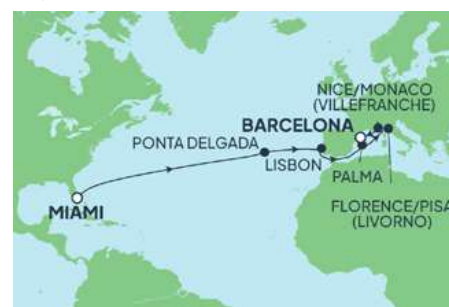 NICE/MONACO
(VILLEFRANCHE)
BARCELONA
PONTA DELGADA
LISBON
PALMA
MIAMI
FLORENCE/PISA
(LIVORNO)